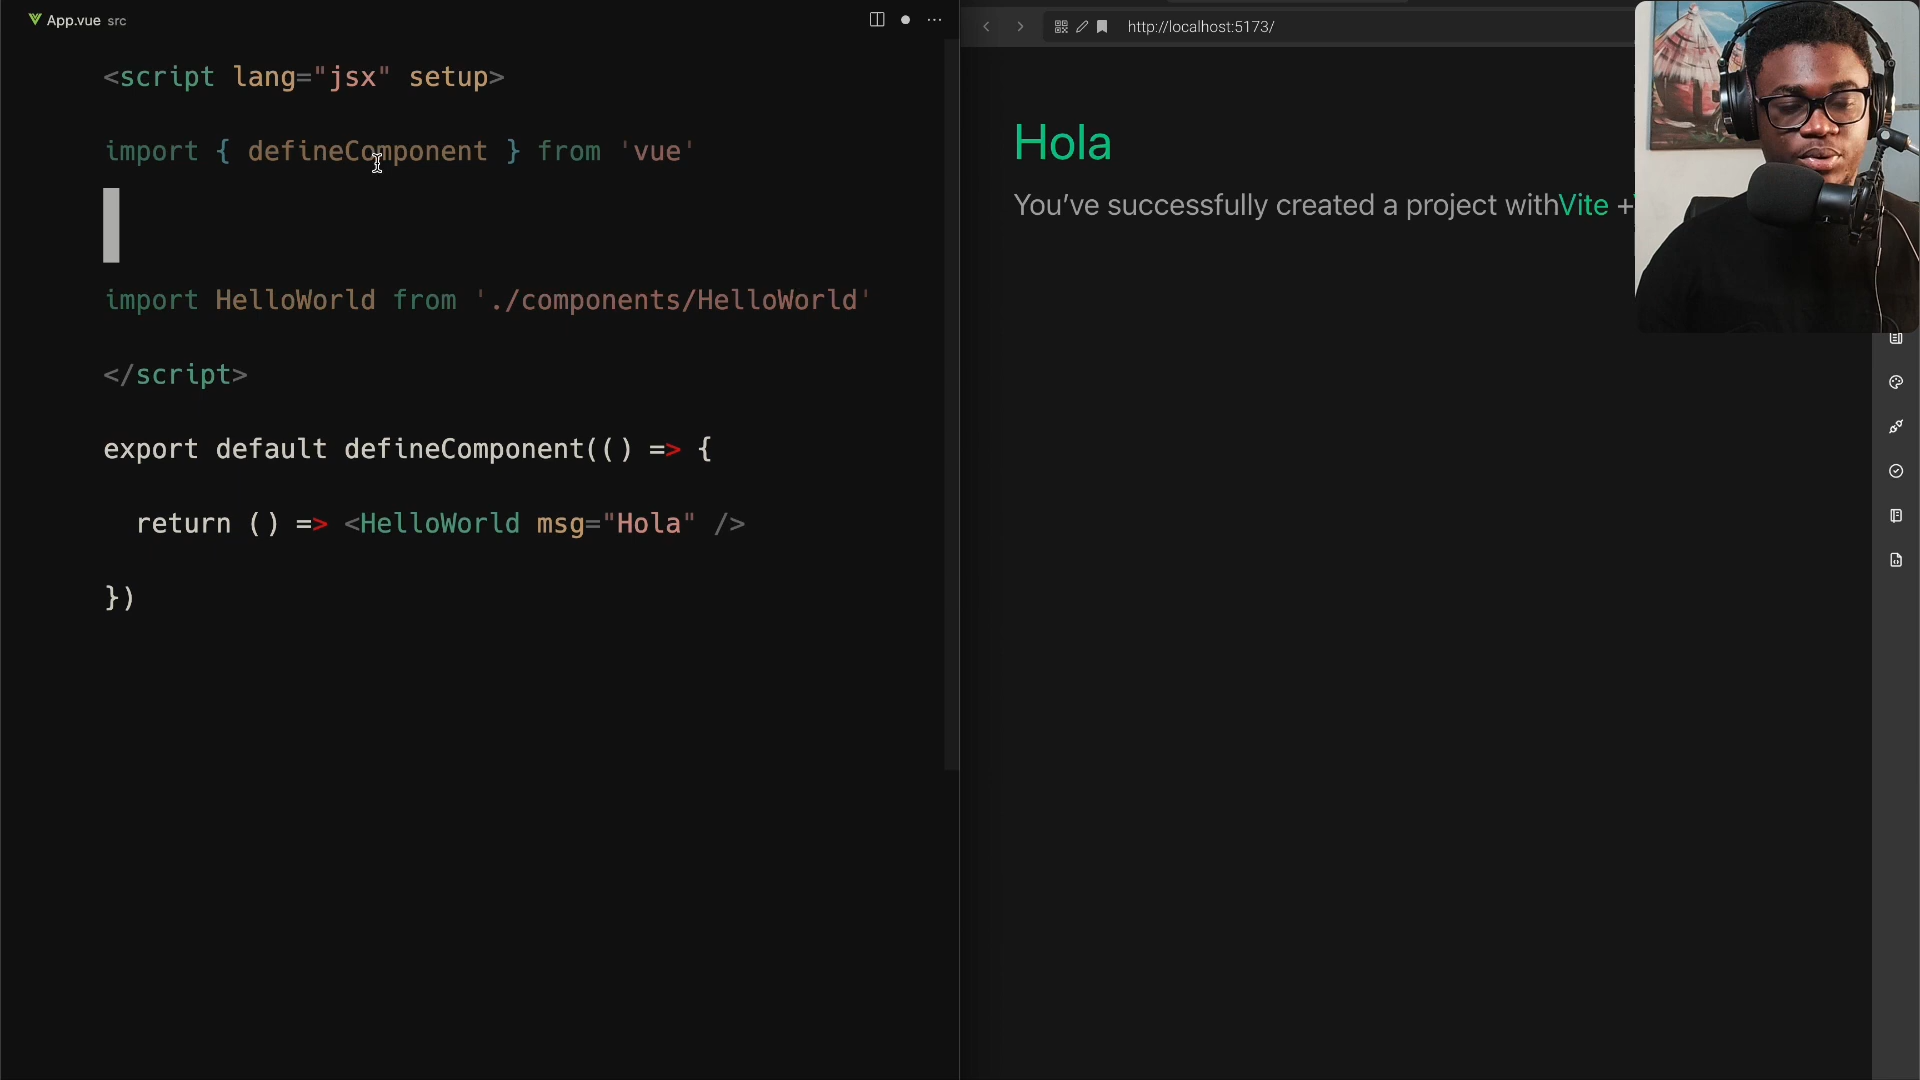 App.vue src
<script lang="jsx" setup>
import { defineComponent } from 'vue'
import HelloWorld from './components/HelloWorld'
</script>
export default defineComponent(() => {
return () => <HelloWorld msg="Hola" />
})
http://localhost:5173/
Hola
You’ve successfully created a project withVite +